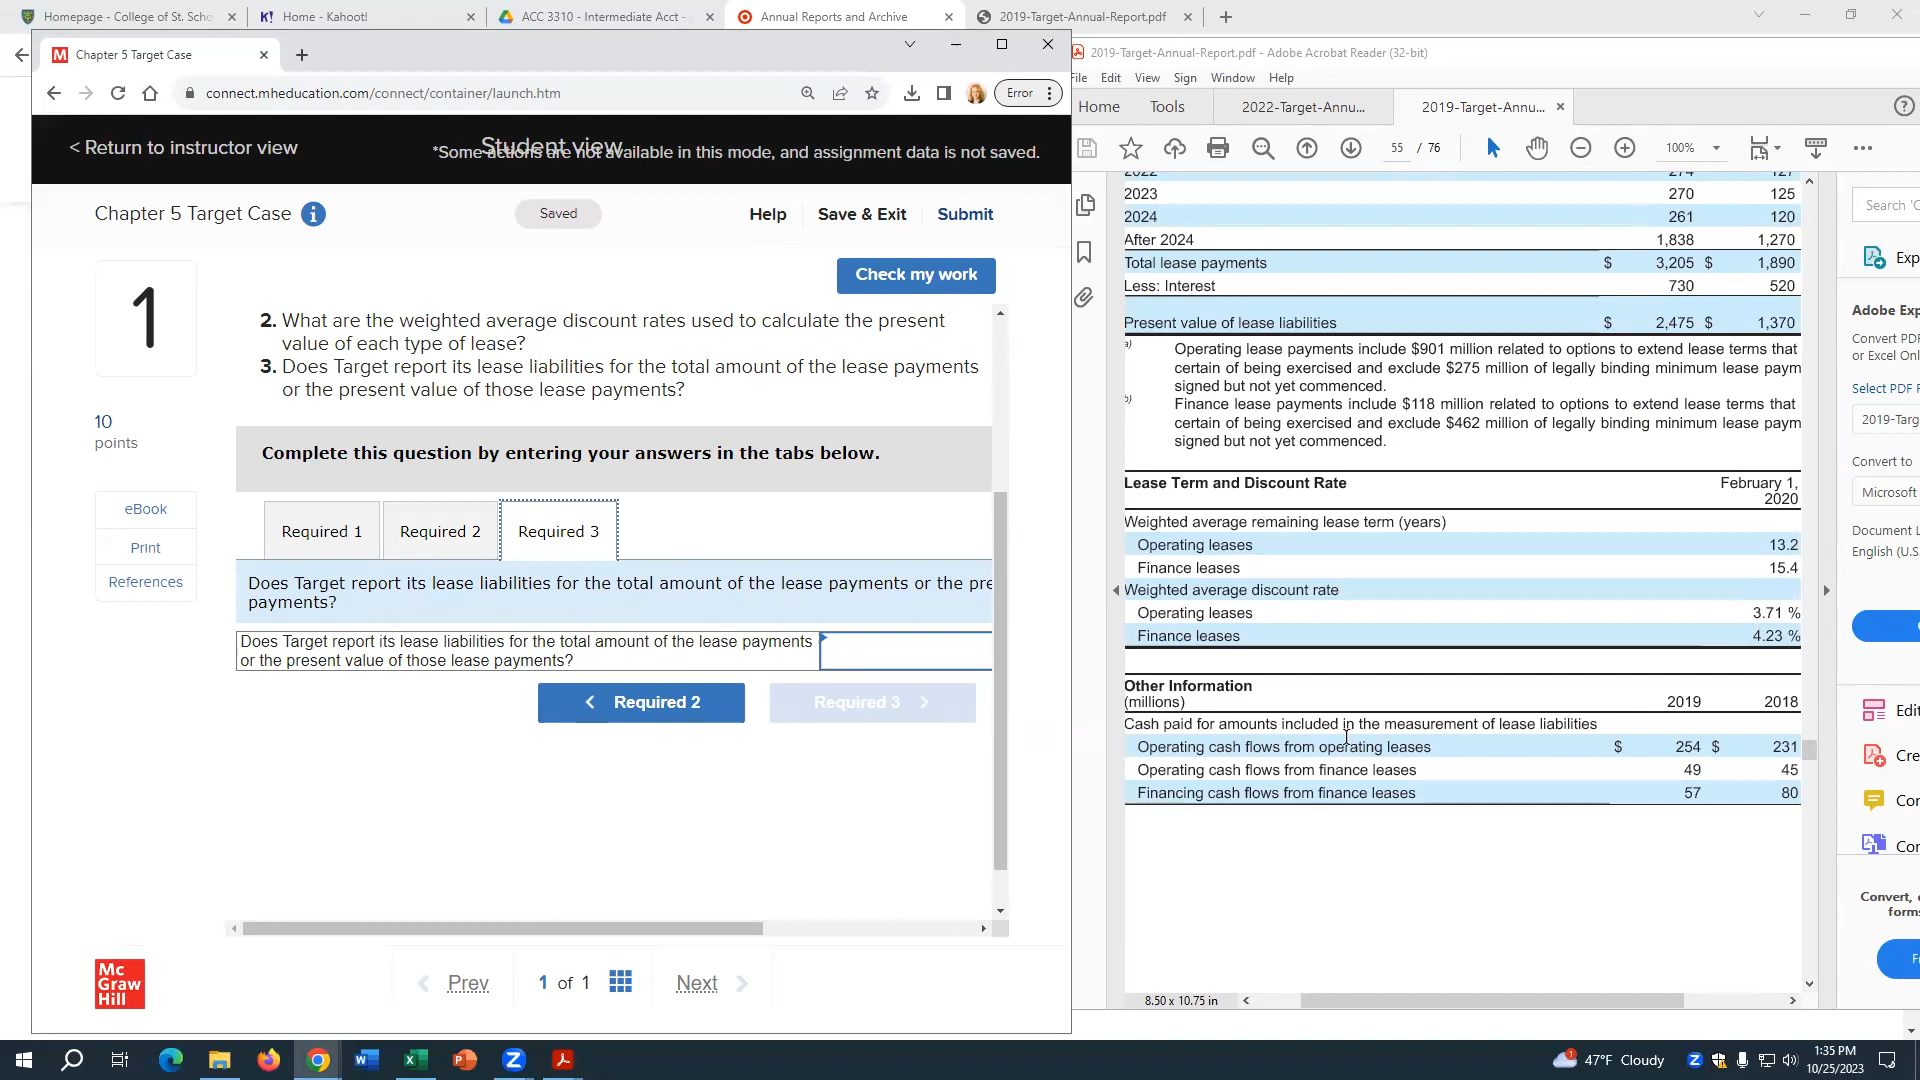 Homepage - College of St. Scho
Home - Kahoot!
ACC 3310 - Intermediate Acct -
Annual Reports and Archive
2019-Target-Annual-Report.pdf
Chapter 5 Target Case
connect.mheducation.com/connect/container/launch.htm
Error
< Return to instructor view
Student view
*Some actions are not available in this mode, and assignment data is not saved.
Chapter 5 Target Case
Saved
Help
Save & Exit
Submit
Check my work
1
10
points
eBook
Print
References
2. What are the weighted average discount rates used to calculate the present
value of each type of lease?
3. Does Target report its lease liabilities for the total amount of the lease payments
or the present value of those lease payments?
Complete this question by entering your answers in the tabs below.
Required 1
Required 2
Required 3
Does Target report its lease liabilities for the total amount of the lease payments or the pre
payments?
Does Target report its lease liabilities for the total amount of the lease payments
or the present value of those lease payments?
< Required 2
Required 3 >
Mc
Graw
Hill
Prev
1 of 1
Next
2019-Target-Annual-Report.pdf - Adobe Acrobat Reader (32-bit)
File Edit View Sign Window Help
Home
Tools
2022-Target-Annu...
2019-Target-Annu...
55 / 76
100%
2022 274 127
2023 270 125
2024 261 120
After 2024 1,838 1,270
Total lease payments $ 3,205 $ 1,890
Less: Interest 730 520
Present value of lease liabilities $ 2,475 $ 1,370
a)
Operating lease payments include $901 million related to options to extend lease terms that
certain of being exercised and exclude $275 million of legally binding minimum lease paym
signed but not yet commenced.
b)
Finance lease payments include $118 million related to options to extend lease terms that
certain of being exercised and exclude $462 million of legally binding minimum lease paym
signed but not yet commenced.
Lease Term and Discount Rate February 1,
2020
Weighted average remaining lease term (years)
Operating leases 13.2
Finance leases 15.4
Weighted average discount rate
Operating leases 3.71 %
Finance leases 4.23 %
Other Information
(millions) 2019 2018
Cash paid for amounts included in the measurement of lease liabilities
Operating cash flows from operating leases $ 254 $ 231
Operating cash flows from finance leases 49 45
Financing cash flows from finance leases 57 80
8.50 x 10.75 in
Search 'C
Exp
Adobe Exp
Convert PDF
or Excel Onl
Select PDF F
2019-Targ
Convert to
Microsoft
Document L
English (U.S.
Edit
Cre
Cor
Cor
Convert, e
forms
F
47°F Cloudy
1:35 PM
10/25/2023